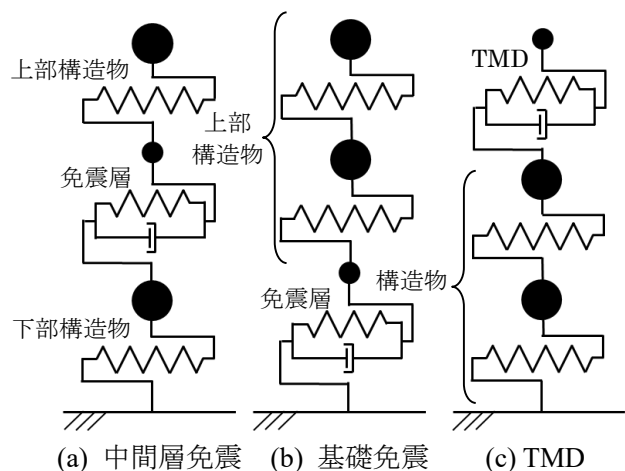 上部構造物
免震層
下部構造物
上部
構造物
免震層
TMD
構造物
(a) 中間層免震
(b) 基礎免震
(c) TMD